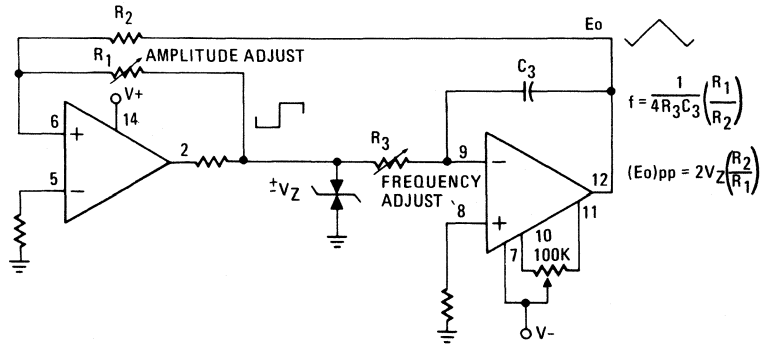 R2
Eo
R1 AMPLITUDE ADJUST
V+
14
6
+
5
−
2
±VZ
R3
FREQUENCY
ADJUST
C3
9
−
8
+
12
11
10
7
100K
V−
f = 1/4R3C3 (R1/R2)
(Eo)pp = 2VZ(R2/R1)